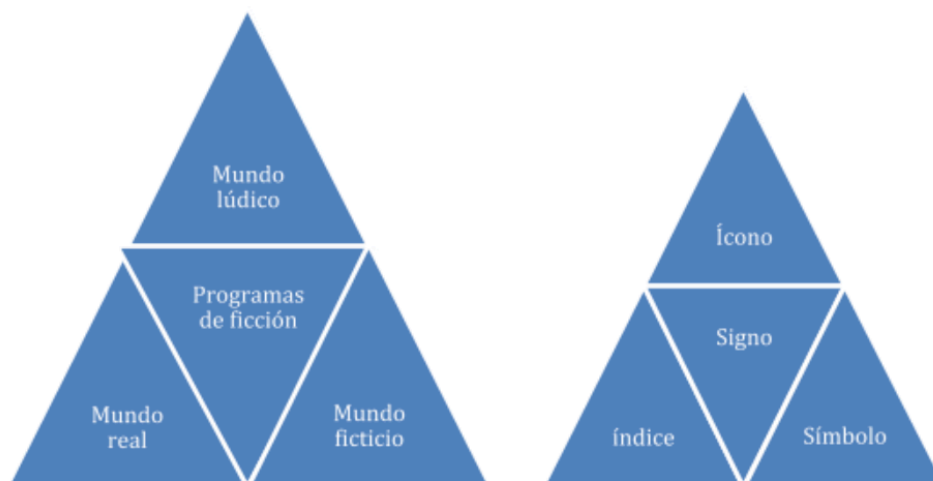 Mundo
lúdico
Programas
de ficción
Mundo
real
Mundo
ficticio
Ícono
Signo
índice
Símbolo